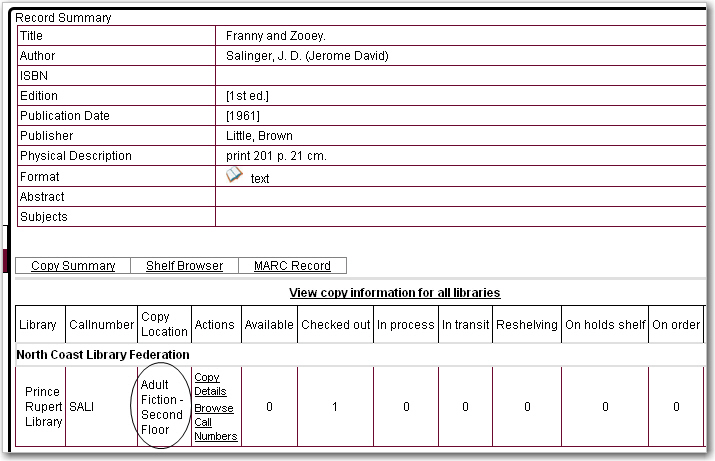 Record Summary
Title Franny and Zooey.
Author Salinger, J. D. (Jerome David)
ISBN
Edition [1st ed.]
Publication Date [1961]
Publisher Little, Brown
Physical Description print 201 p. 21 cm.
Format text
Abstract
Subjects
Copy Summary Shelf Browser MARC Record
View copy information for all libraries
Library Callnumber Copy Location Actions Available Checked out In process In transit Reshelving On holds shelf On order
North Coast Library Federation
Prince Rupert Library SALI Adult Fiction - Second Floor Copy Details Browse Call Numbers 0 1 0 0 0 0 0